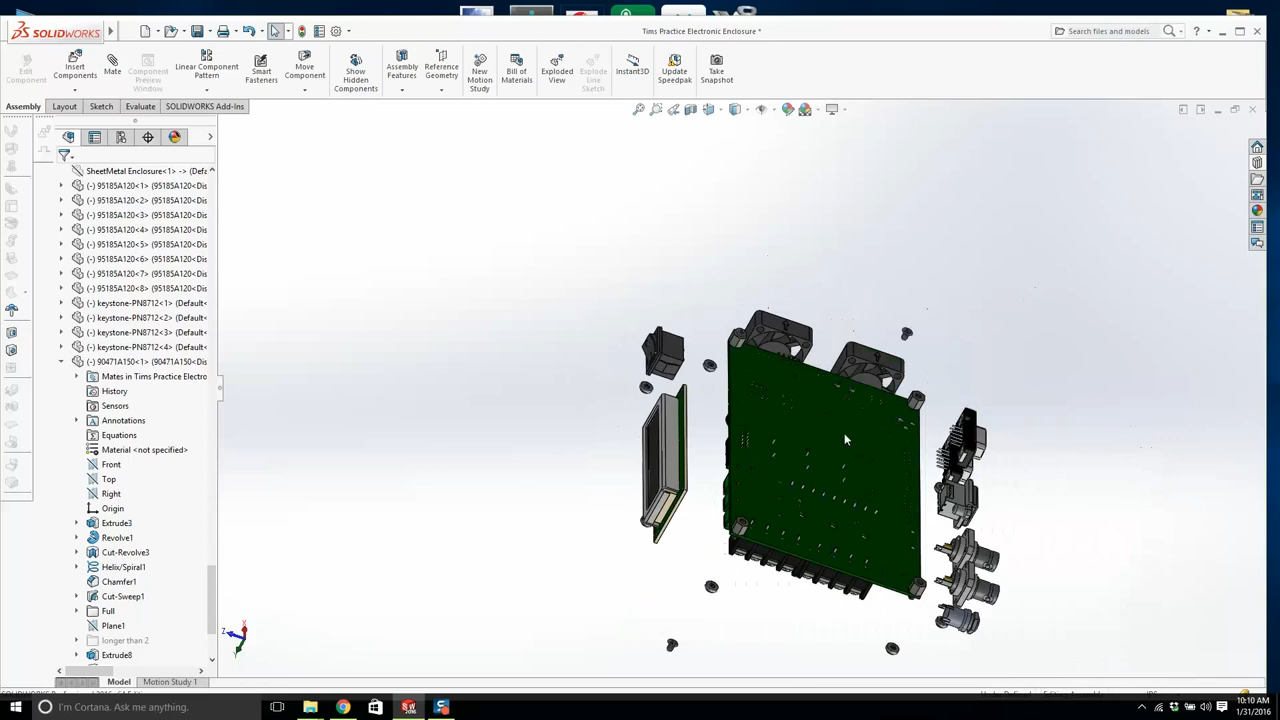 SOLIDWORKS
Tims Practice Electronic Enclosure *
Search files and models
Edit Component
Insert Components
Mate
Component Preview Window
Linear Component Pattern
Smart Fasteners
Move Component
Show Hidden Components
Assembly Features
Reference Geometry
New Motion Study
Bill of Materials
Exploded View
Explode Line Sketch
Instant3D
Update Speedpak
Take Snapshot
Assembly
Layout
Sketch
Evaluate
SOLIDWORKS Add-Ins
SheetMetal Enclosure<1> -> (Defa
(-) 95185A120<1> (95185A120<Dis
(-) 95185A120<2> (95185A120<Dis
(-) 95185A120<3> (95185A120<Dis
(-) 95185A120<4> (95185A120<Dis
(-) 95185A120<5> (95185A120<Dis
(-) 95185A120<6> (95185A120<Dis
(-) 95185A120<7> (95185A120<Dis
(-) 95185A120<8> (95185A120<Dis
(-) keystone-PN8712<1> (Default<
(-) keystone-PN8712<2> (Default<
(-) keystone-PN8712<3> (Default<
(-) keystone-PN8712<4> (Default<
(-) 90471A150<1> (90471A150<Dis
Mates in Tims Practice Electro
History
Sensors
Annotations
Equations
Material <not specified>
Front
Top
Right
Origin
Extrude3
Revolve1
Cut-Revolve3
Helix/Spiral1
Chamfer1
Cut-Sweep1
Full
Plane1
longer than 2
Extrude8
X
Z
Y
Model
Motion Study 1
I'm Cortana. Ask me anything.
10:10 AM
1/31/2016